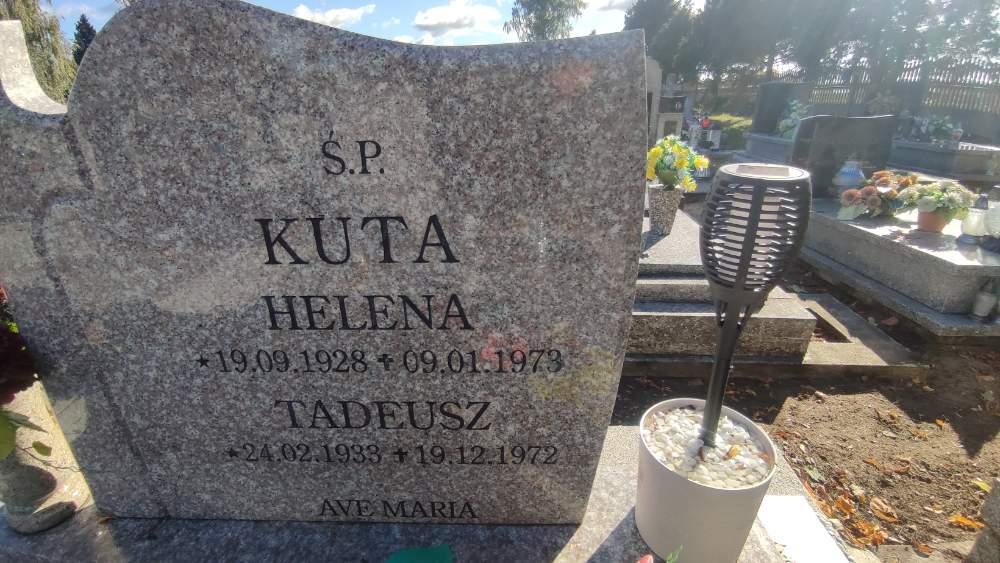 Ś.P.
KUTA
HELENA
★19.09.1928 ✝ 09.01.1973
TADEUSZ
★24.02.1933 ✝ 19.12.1972
AVE MARIA